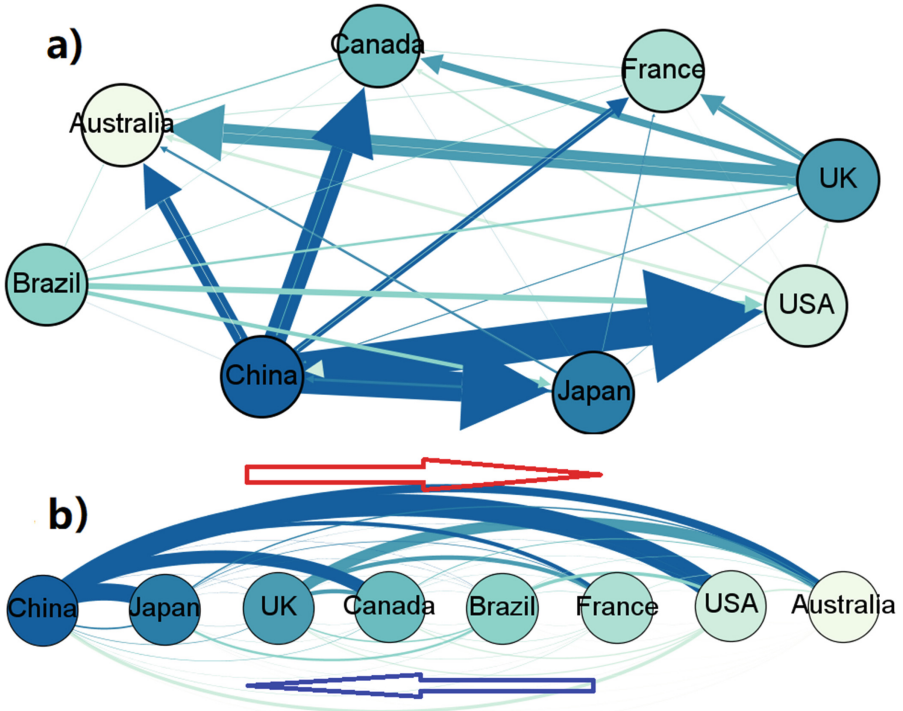 a)
Canada
France
Australia
UK
Brazil
USA
China
Japan
b)
China
Japan
UK
Canada
Brazil
France
USA
Australia